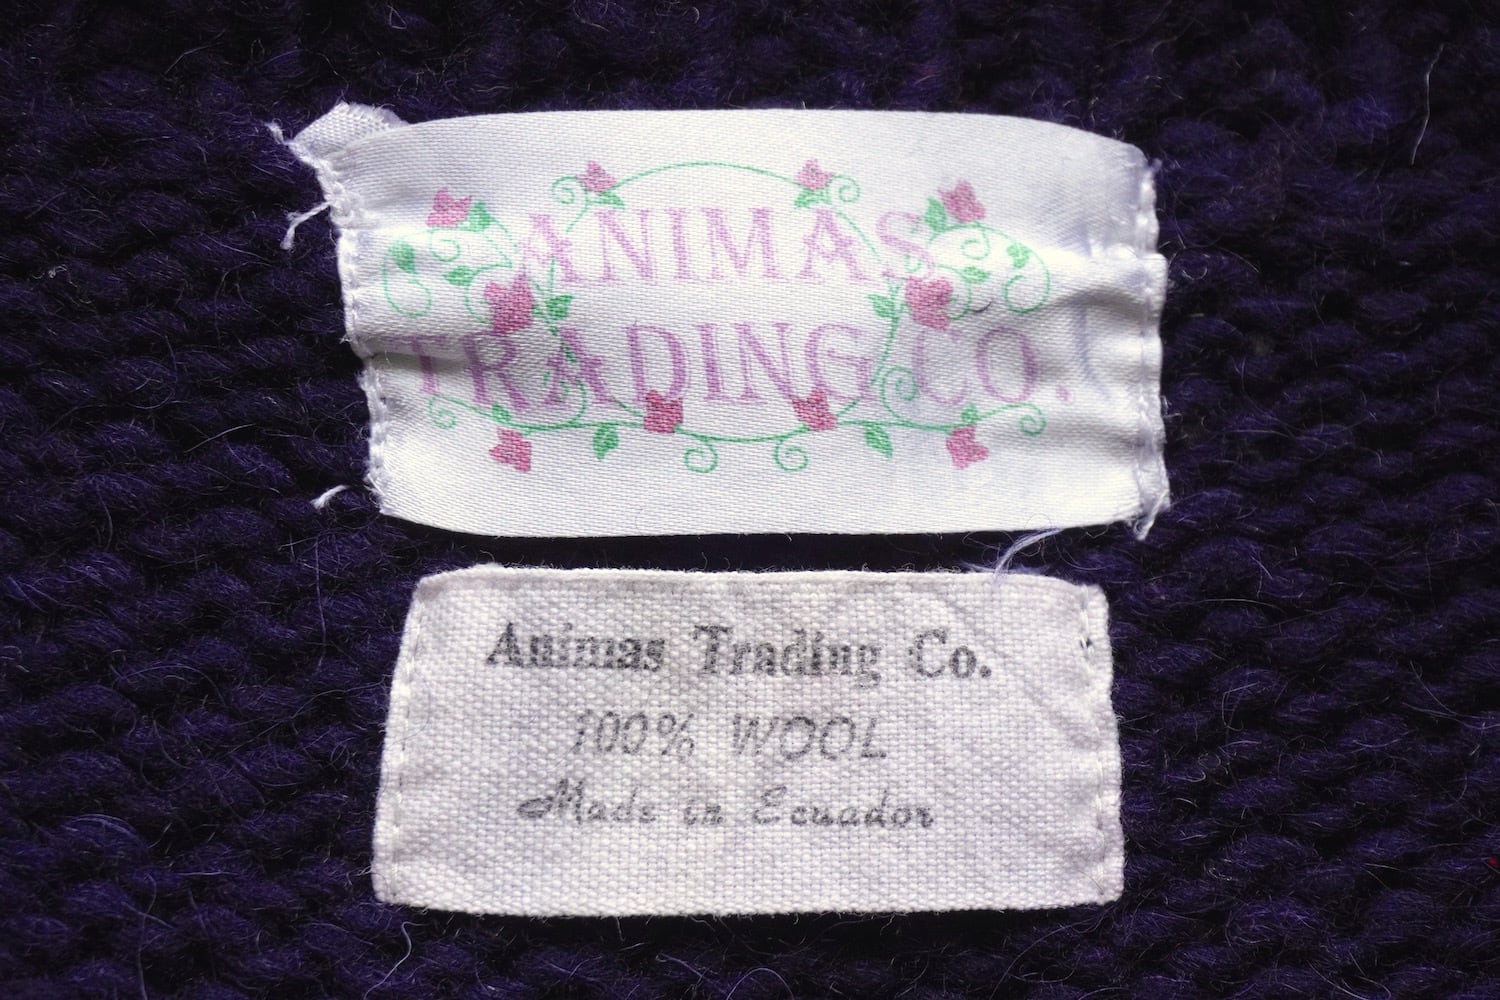 ANIMAS
TRADING CO.
Animas Trading Co.
100% WOOL
Made in Ecuador